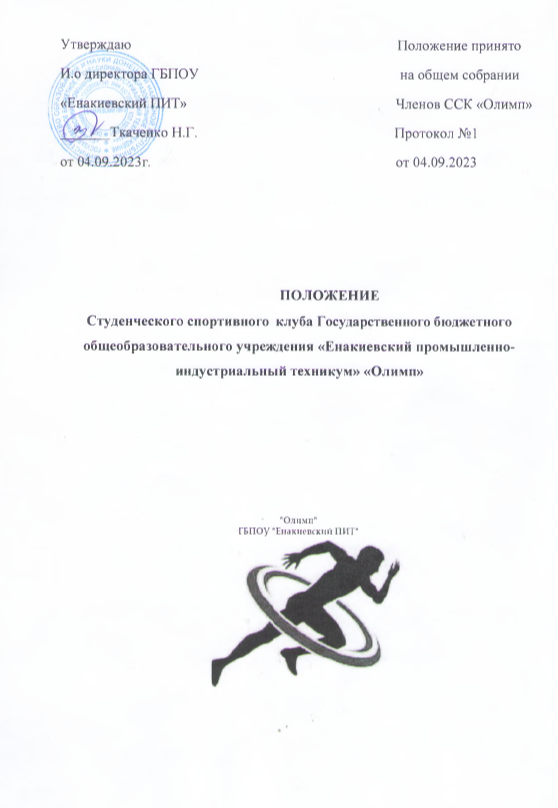 Утверждаю
И.о директора ГБПОУ
«Енакиевский ПИТ»
Ткаченко Н.Г.
от 04.09.2023г.
Положение принято
на общем собрании
Членов ССК «Олимп»
Протокол №1
от 04.09.2023
ПОЛОЖЕНИЕ
Студенческого спортивного клуба Государственного бюджетного
общеобразовательного учреждения «Енакиевский промышленно-
индустриальный техникум» «Олимп»
"Олимп"
ГБПОУ "Енакиевский ПИТ"